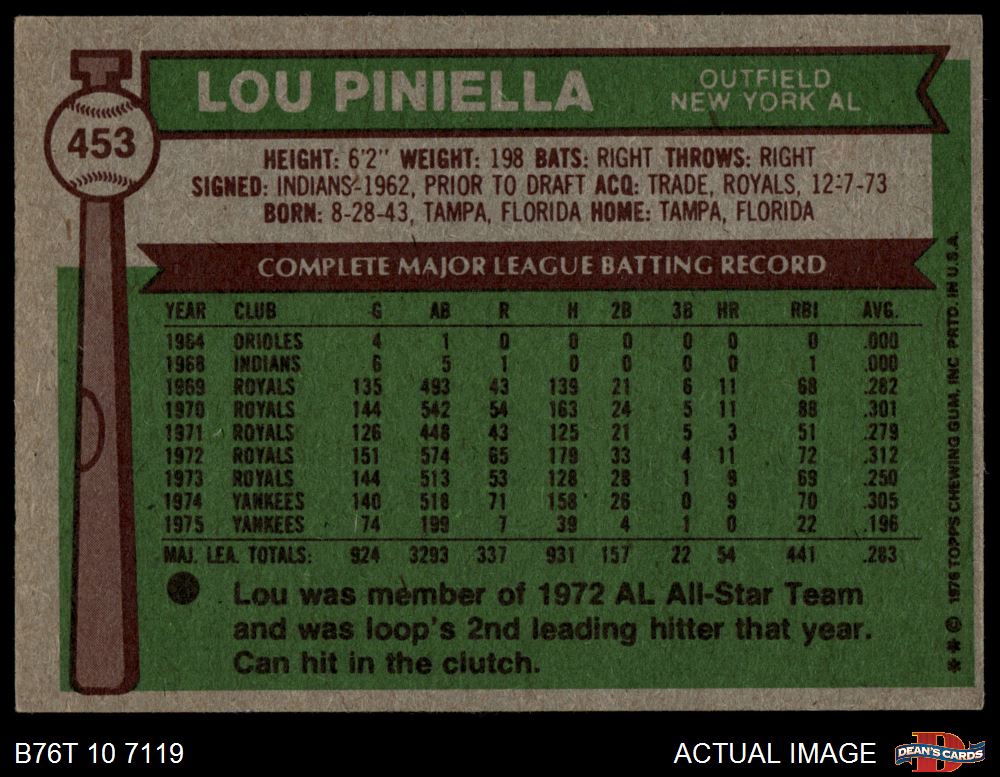 453
LOU PINIELLA
OUTFIELD
NEW YORK AL
HEIGHT: 6'2" WEIGHT: 198 BATS: RIGHT THROWS: RIGHT
SIGNED: INDIANS-1962, PRIOR TO DRAFT ACQ: TRADE, ROYALS, 12-7-73
BORN: 8-28-43, TAMPA, FLORIDA HOME: TAMPA, FLORIDA
COMPLETE MAJOR LEAGUE BATTING RECORD
YEAR CLUB G AB R H 2B 3B HR RBI AVG.
1964 ORIOLES 4 1 0 0 0 0 0 0 .000
1968 INDIANS 6 5 1 0 0 0 0 1 .000
1969 ROYALS 135 493 43 139 21 6 11 68 .282
1970 ROYALS 144 542 54 163 24 5 11 88 .301
1971 ROYALS 126 448 43 125 21 5 3 51 .279
1972 ROYALS 151 574 65 179 33 4 11 72 .312
1973 ROYALS 144 513 53 128 28 1 9 69 .250
1974 YANKEES 140 518 71 158 26 0 9 70 .305
1975 YANKEES 74 199 7 39 4 1 0 22 .196
MAJ. LEA. TOTALS: 924 3293 337 931 157 22 54 441 .283
Lou was member of 1972 AL All-Star Team
and was loop's 2nd leading hitter that year.
Can hit in the clutch.
* * © 1976 TOPPS CHEWING GUM, INC PRTD. IN U.S.A.
B76T 10 7119
ACTUAL IMAGE
D
DEAN'S CARDS